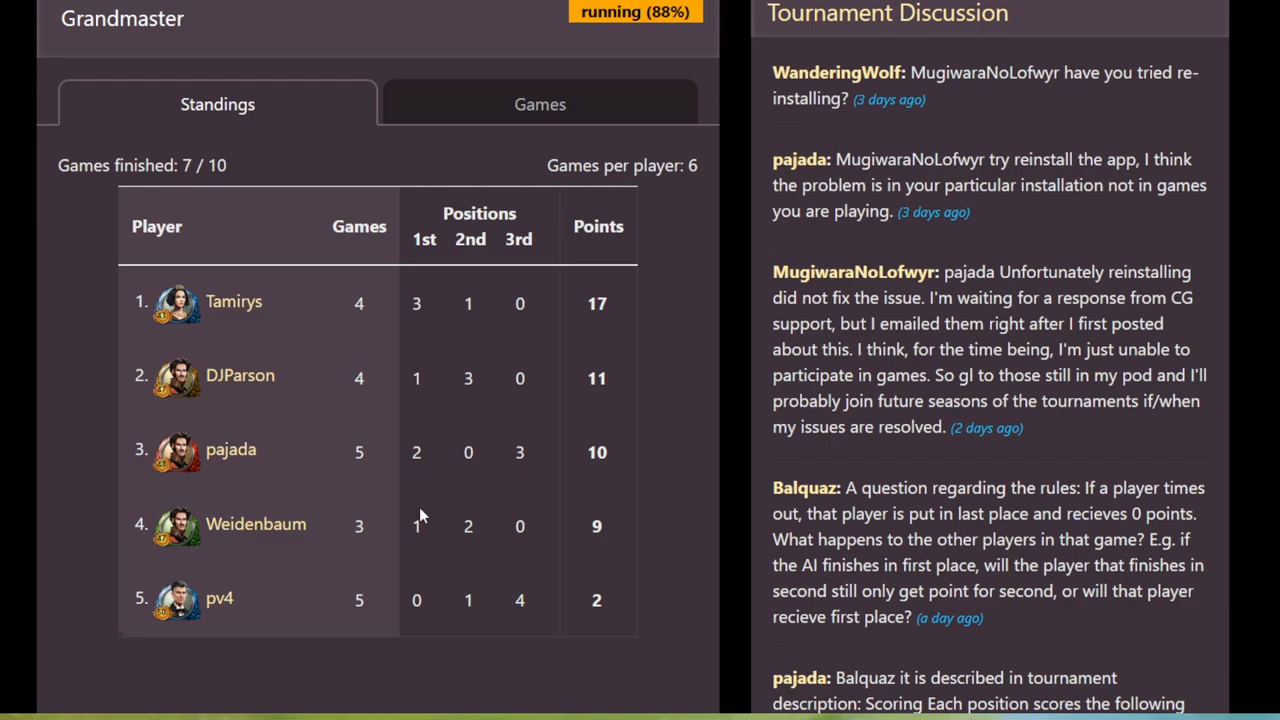 Grandmaster
running (88%)
Standings
Games
Games finished: 7 / 10
Games per player: 6
Player Games Positions Points
1st 2nd 3rd
1. Tamirys 4 3 1 0 17
2. DJParson 4 1 3 0 11
3. pajada 5 2 0 3 10
4. Weidenbaum 3 1 2 0 9
5. pv4 5 0 1 4 2
Tournament Discussion
WanderingWolf: MugiwaraNoLofwyr have you tried re-
installing? (3 days ago)
pajada: MugiwaraNoLofwyr try reinstall the app, I think
the problem is in your particular installation not in games
you are playing. (3 days ago)
MugiwaraNoLofwyr: pajada Unfortunately reinstalling
did not fix the issue. I'm waiting for a response from CG
support, but I emailed them right after I first posted
about this. I think, for the time being, I'm just unable to
participate in games. So gl to those still in my pod and I'll
probably join future seasons of the tournaments if/when
my issues are resolved. (2 days ago)
Balquaz: A question regarding the rules: If a player times
out, that player is put in last place and recieves 0 points.
What happens to the other players in that game? E.g. if
the AI finishes in first place, will the player that finishes in
second still only get point for second, or will that player
recieve first place? (a day ago)
pajada: Balquaz it is described in tournament
description: Scoring Each position scores the following